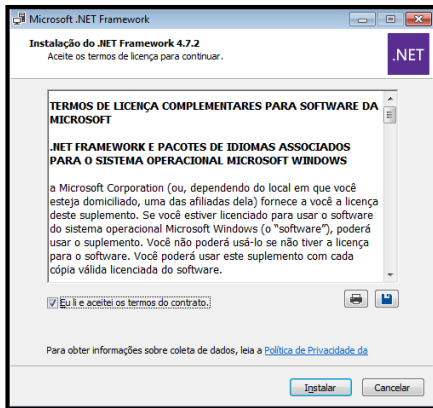 Microsoft .NET Framework
Instalação do .NET Framework 4.7.2
Aceite os termos de licença para continuar.
.NET
TERMOS DE LICENÇA COMPLEMENTARES PARA SOFTWARE DA
MICROSOFT
.NET FRAMEWORK E PACOTES DE IDIOMAS ASSOCIADOS
PARA O SISTEMA OPERACIONAL MICROSOFT WINDOWS
a Microsoft Corporation (ou, dependendo do local em que você
esteja domiciliado, uma das afiliadas dela) fornece a você a licença
deste suplemento. Se você estiver licenciado para usar o software
do sistema operacional Microsoft Windows (o “software”), poderá
usar o suplemento. Você não poderá usá-lo se não tiver a licença
para o software. Você poderá usar este suplemento com cada
cópia válida licenciada do software.
Eu li e aceitei os termos do contrato.
Para obter informações sobre coleta de dados, leia a Política de Privacidade da
Instalar
Cancelar